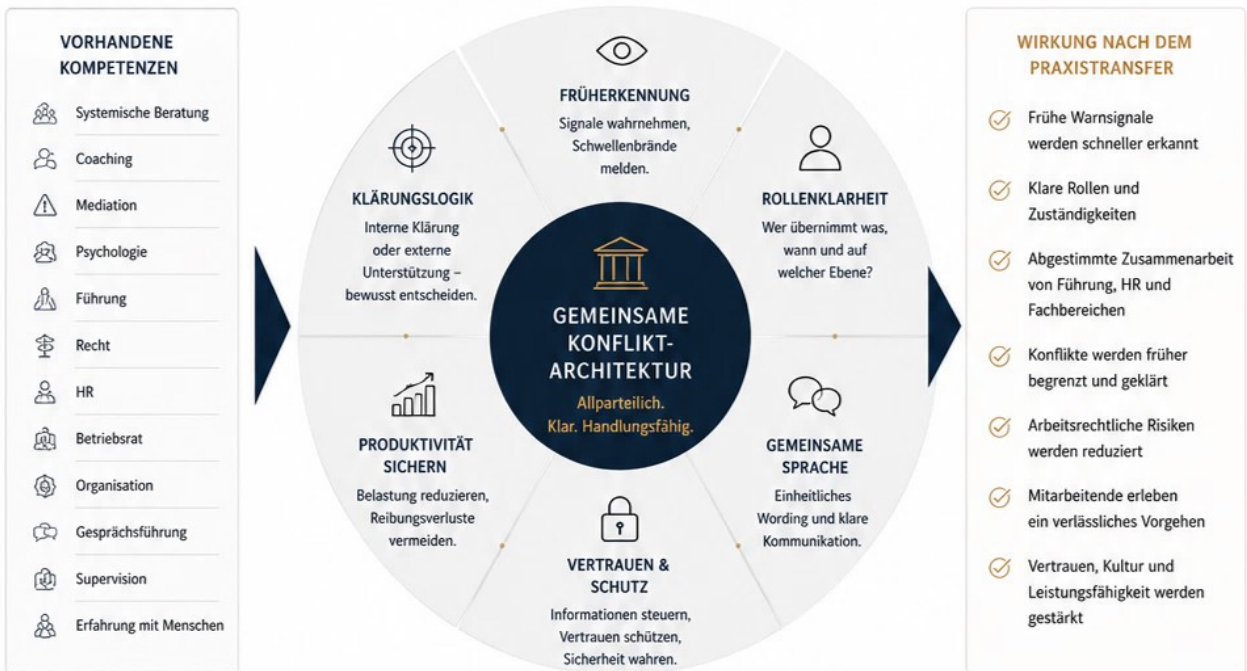 VORHANDENE
KOMPETENZEN
Systemische Beratung
Coaching
Mediation
Psychologie
Führung
Recht
HR
Betriebsrat
Organisation
Gesprächsführung
Supervision
Erfahrung mit Menschen
FRÜHERKENNUNG
Signale wahrnehmen,
Schwellenbrände
melden.
KLÄRUNGSLOGIK
Interne Klärung
oder externe
Unterstützung –
bewusst entscheiden.
ROLLENKLARHEIT
Wer übernimmt was,
wann und auf
welcher Ebene?
GEMEINSAME
KONFLIKT-
ARCHITEKTUR
Allparteilich.
Klar. Handlungsfähig.
PRODUKTIVITÄT
SICHERN
Belastung reduzieren,
Reibungsverluste
vermeiden.
GEMEINSAME
SPRACHE
Einheitliches
Wording und klare
Kommunikation.
VERTRAUEN &
SCHUTZ
Informationen steuern,
Vertrauen schützen,
Sicherheit wahren.
WIRKUNG NACH DEM
PRAXISTRANSFER
Frühe Warnsignale
werden schneller erkannt
Klare Rollen und
Zuständigkeiten
Abgestimmte Zusammenarbeit
von Führung, HR und
Fachbereichen
Konflikte werden früher
begrenzt und geklärt
Arbeitsrechtliche Risiken
werden reduziert
Mitarbeitende erleben
ein verlässliches Vorgehen
Vertrauen, Kultur und
Leistungsfähigkeit werden
gestärkt